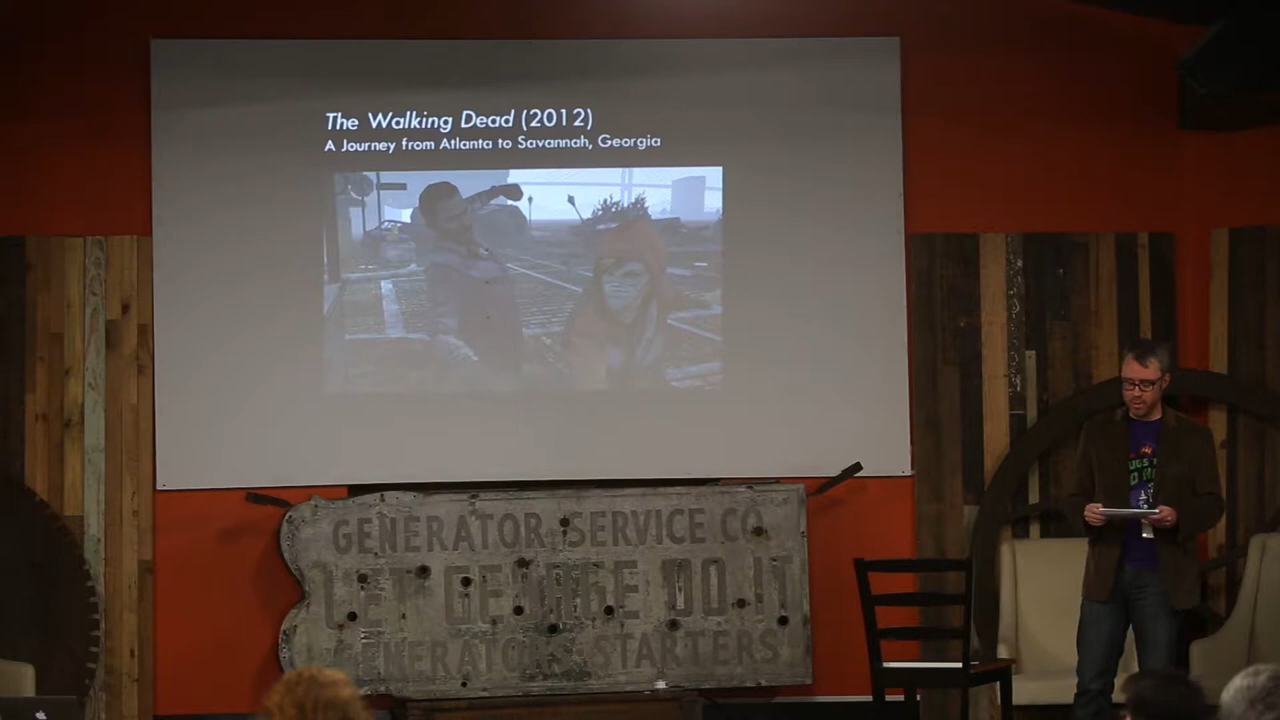 The Walking Dead (2012)
A Journey from Atlanta to Savannah, Georgia
GENERATOR SERVICE CO.
LET GEORGE DO IT
GENERATORS STARTERS